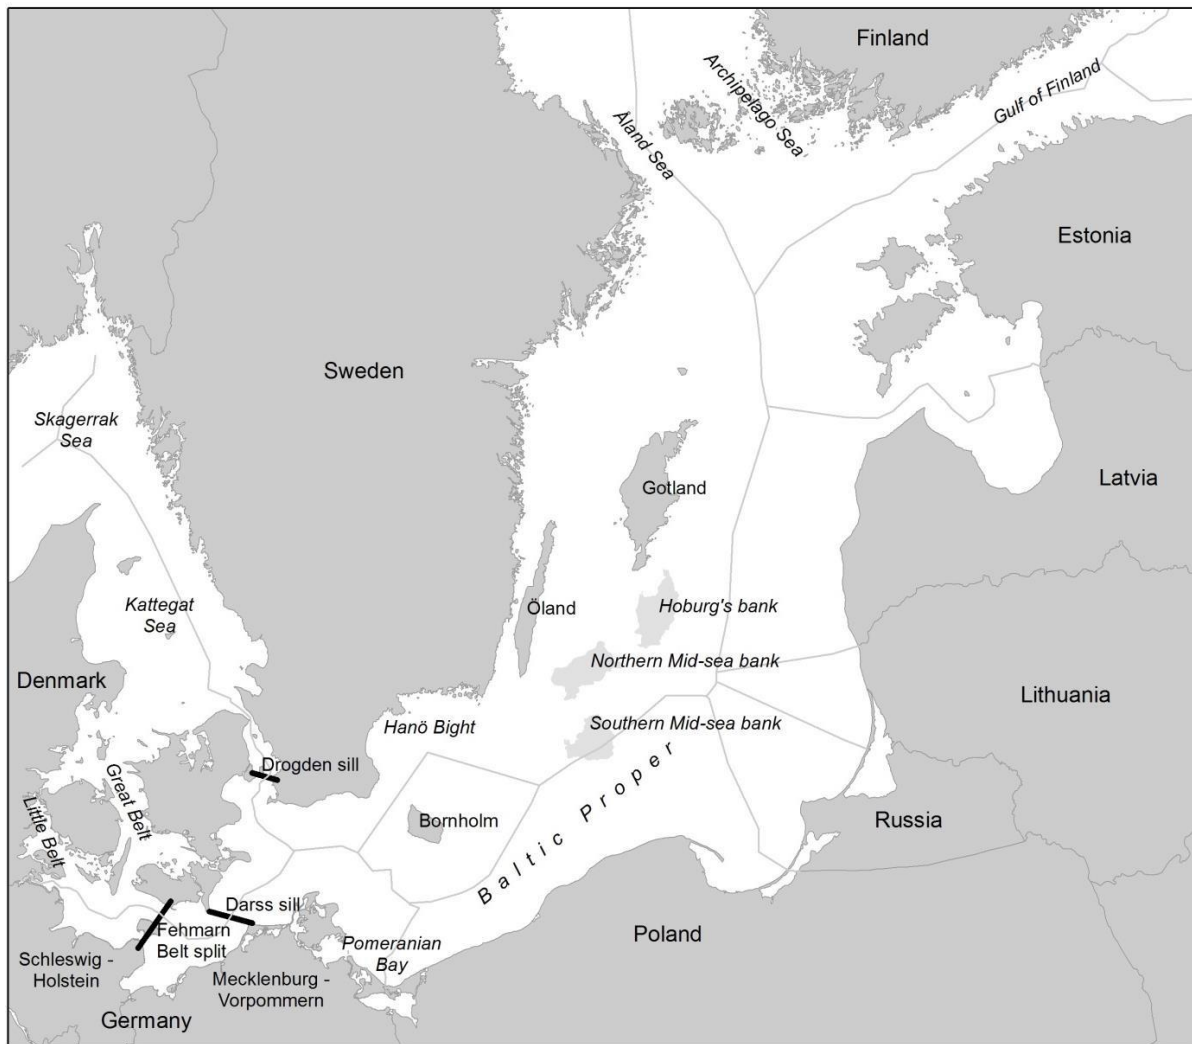 Finland
Archipelago Sea
Gulf of Finland
Åland Sea
Estonia
Sweden
Skagerrak
Sea
Gotland
Latvia
Kattegat
Sea
Öland
Hoburg's bank
Denmark
Northern Mid-sea bank
Lithuania
Hanö Bight
Southern Mid-sea bank
Drogden sill
Great Belt
Little Belt
Bornholm
Baltic Proper
Russia
Darss sill
Fehmarn
Belt split
Poland
Pomeranian
Bay
Schleswig -
Holstein
Mecklenburg -
Vorpommern
Germany